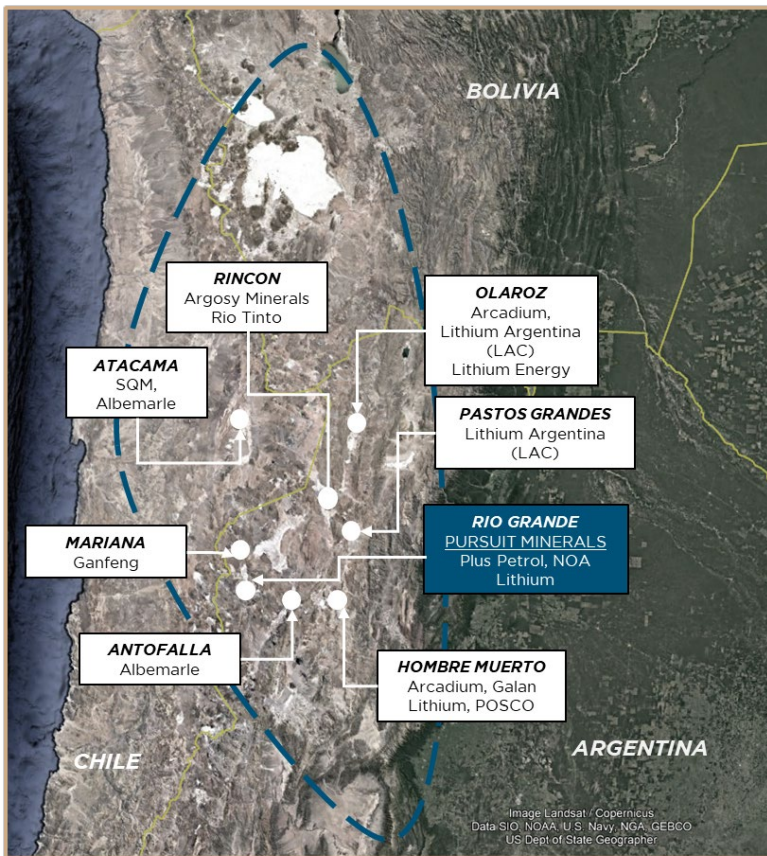 BOLIVIA
RINCON
Argosy Minerals
Rio Tinto
OLAROZ
Arcadium,
Lithium Argentina
(LAC)
Lithium Energy
ATACAMA
SQM,
Albemarle
PASTOS GRANDES
Lithium Argentina
(LAC)
RIO GRANDE
PURSUIT MINERALS
Plus Petrol, NOA
Lithium
MARIANA
Ganfeng
ANTOFALLA
Albemarle
HOMBRE MUERTO
Arcadium, Galan
Lithium, POSCO
CHILE
ARGENTINA
Image Landsat / Copernicus
Data SIO, NOAA, U.S. Navy, NGA, GEBCO
US Dept of State Geographer